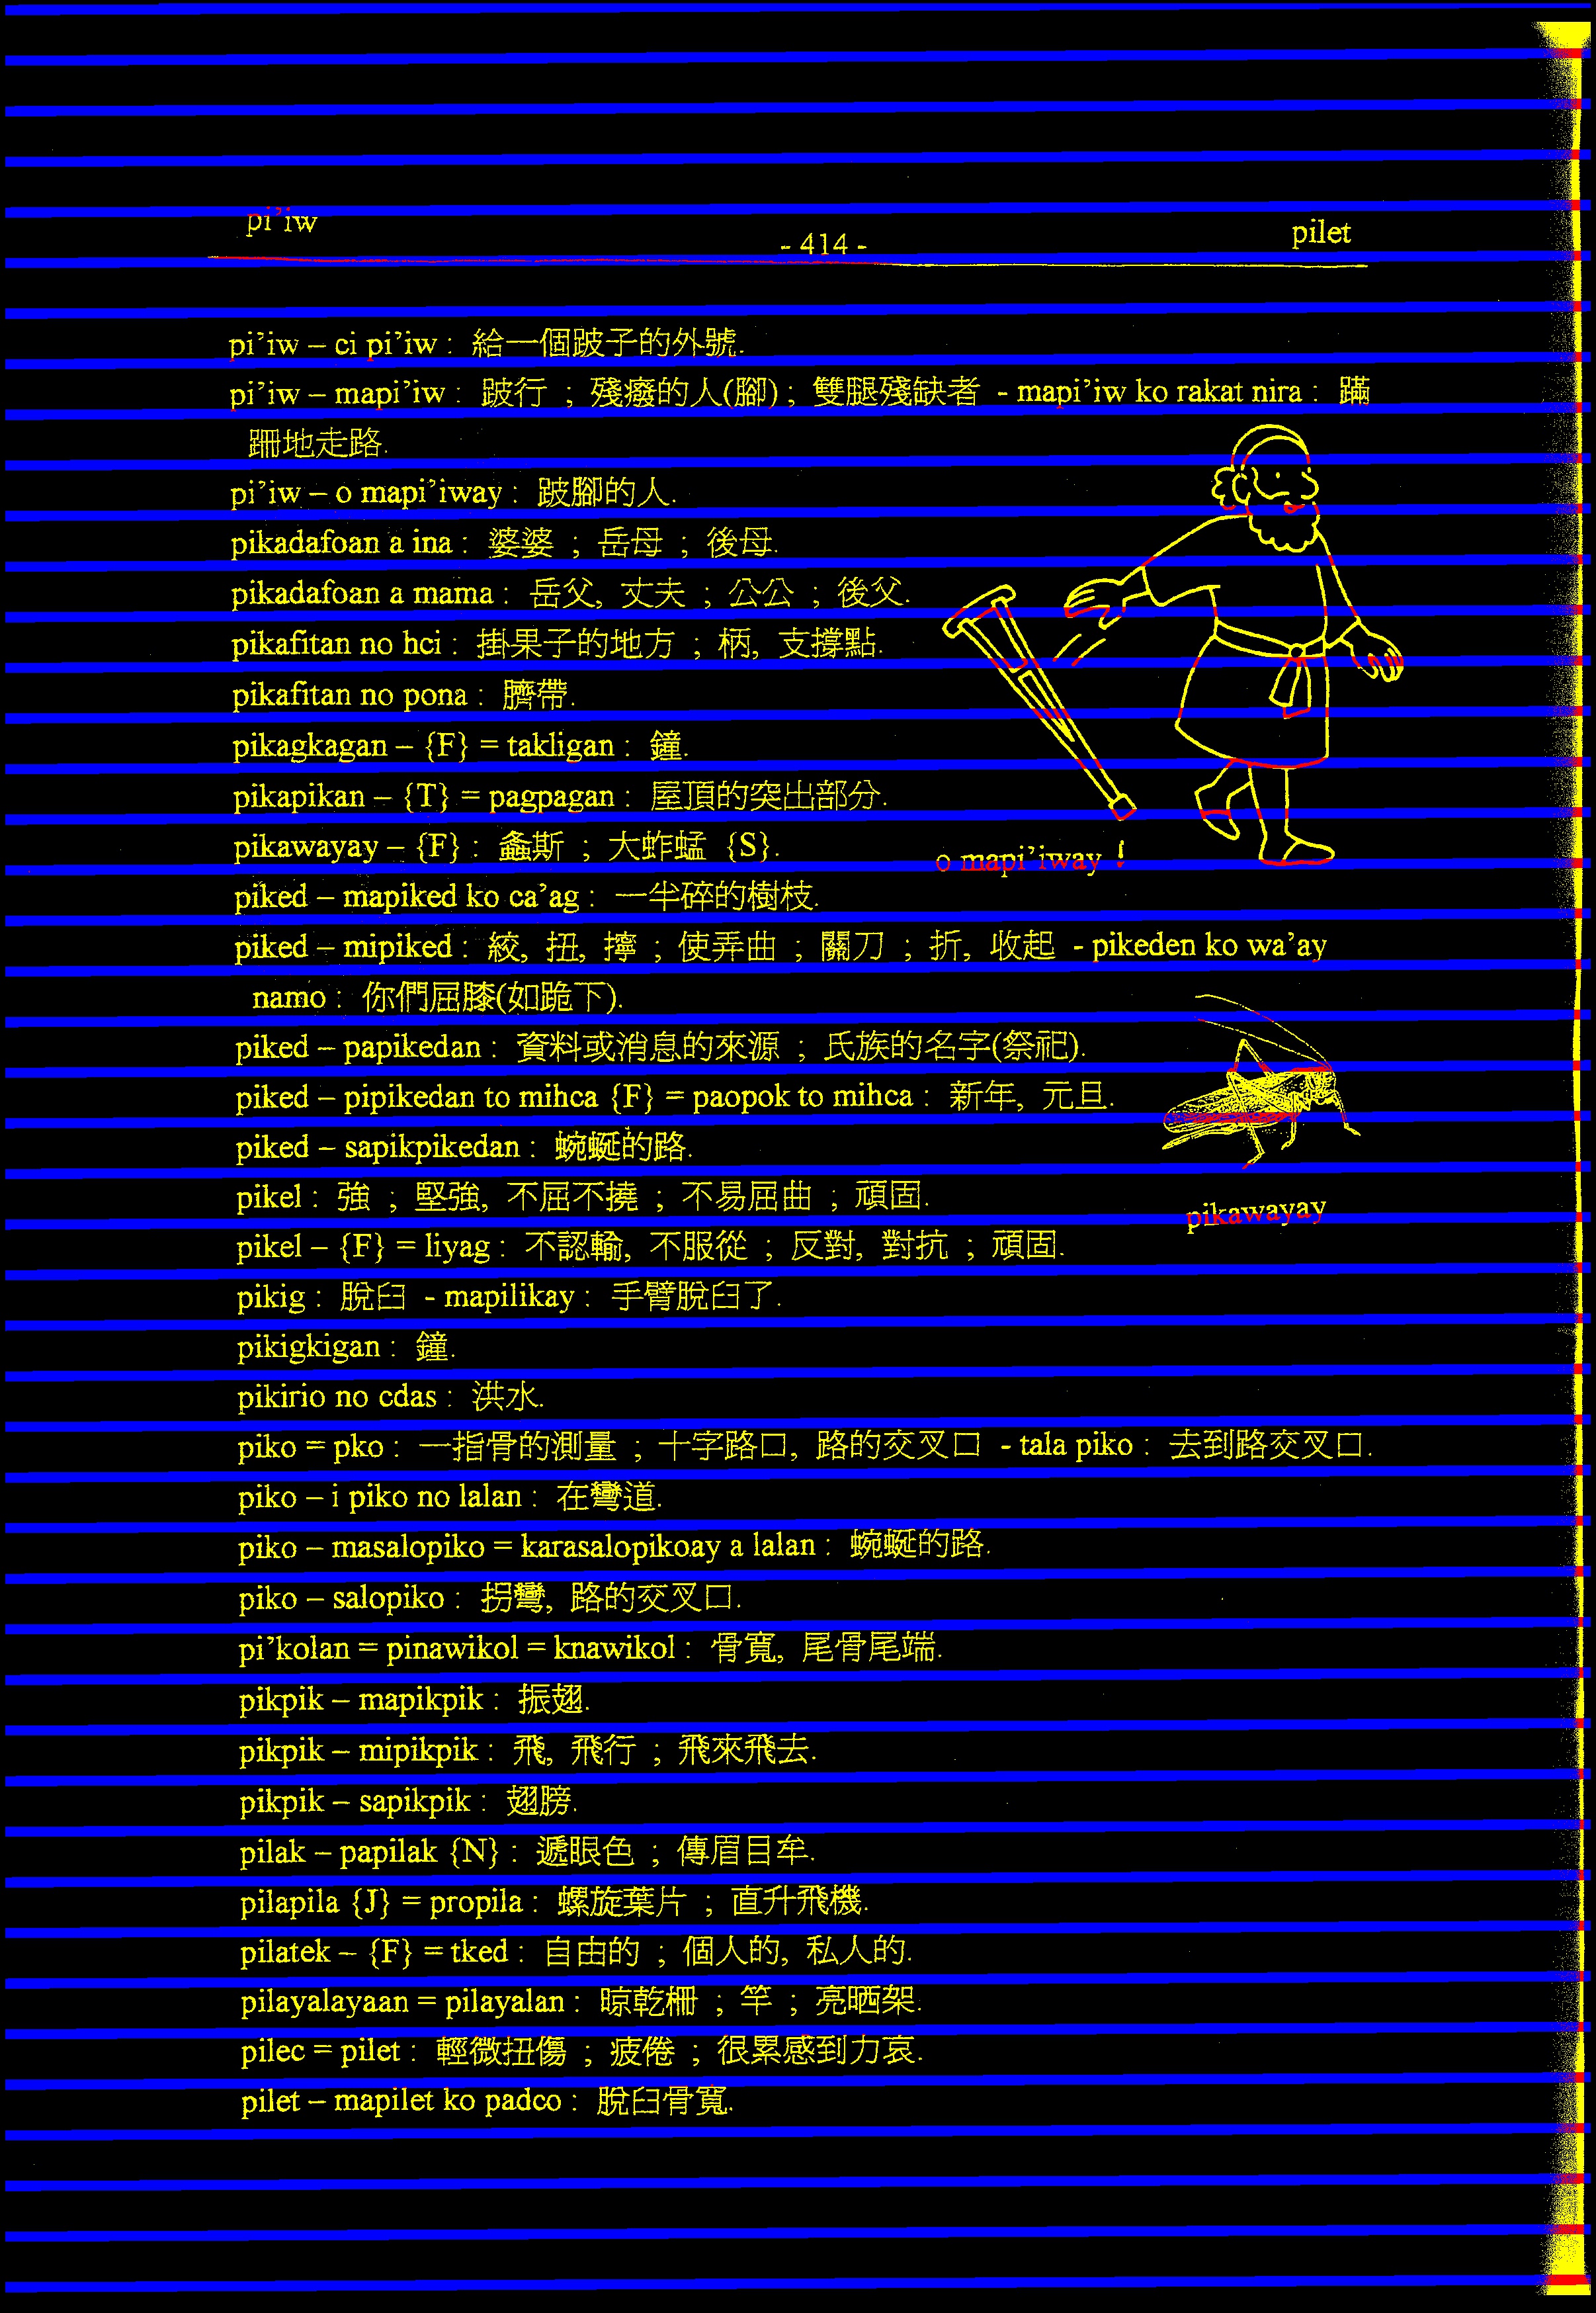 pi’iw
- 414 -
pilet
pi’iw – ci pi’iw : 給一個跛子的外號.
pi’iw – mapi’iw : 跛行 ; 殘癈的人(腳) ; 雙腿殘缺者 - mapi’iw ko rakat nira : 蹣
跚地走路.
pi’iw – o mapi’iway : 跛腳的人.
pikadafoan a ina : 婆婆 ; 岳母 ; 後母.
pikadafoan a mama : 岳父, 丈夫 ; 公公 ; 後父.
pikafitan no hci : 掛果子的地方 ; 柄, 支撐點.
pikafitan no pona : 臍帶.
pikagkagan – {F} = takligan : 鐘.
pikapikan – {T} = pagpagan : 屋頂的突出部分.
pikawayay – {F} : 螽斯 ; 大蚱蜢 {S}.
o mapi’iway !
piked – mapiked ko ca’ag : 一半碎的樹枝.
piked – mipiked : 絞, 扭, 擰 ; 使弄曲 ; 關刀 ; 折, 收起 - pikeden ko wa’ay
namo : 你們屈膝(如跪下).
piked – papikedan : 資料或消息的來源 ; 氏族的名字(祭祀).
piked – pipikedan to mihca {F} = paopok to mihca : 新年, 元旦.
piked – sapikpikedan : 蜿蜒的路.
pikel : 強 ; 堅強, 不屈不撓 ; 不易屈曲 ; 頑固.
pikawayay
pikel – {F} = liyag : 不認輸, 不服從 ; 反對, 對抗 ; 頑固.
pikig : 脫臼 - mapilikay : 手臂脫臼了.
pikigkigan : 鐘.
pikirio no cdas : 洪水.
piko = pko : 一指骨的測量 ; 十字路口, 路的交叉口 - tala piko : 去到路交叉口.
piko – i piko no lalan : 在彎道.
piko – masalopiko = karasalopikoay a lalan : 蜿蜒的路.
piko – salopiko : 拐彎, 路的交叉口.
pi’kolan = pinawikol = knawikol : 骨寬, 尾骨尾端.
pikpik – mapikpik : 振翅.
pikpik – mipikpik : 飛, 飛行 ; 飛來飛去.
pikpik – sapikpik : 翅膀.
pilak – papilak {N} : 遞眼色 ; 傳眉目牟.
pilapila {J} = propila : 螺旋葉片 ; 直升飛機.
pilatek – {F} = tked : 自由的 ; 個人的, 私人的.
pilayalayaan = pilayalan : 晾乾柵 ; 竿 ; 亮晒架.
pilec = pilet : 輕微扭傷 ; 疲倦 ; 很累感到力哀.
pilet – mapilet ko padco : 脫臼骨寬.